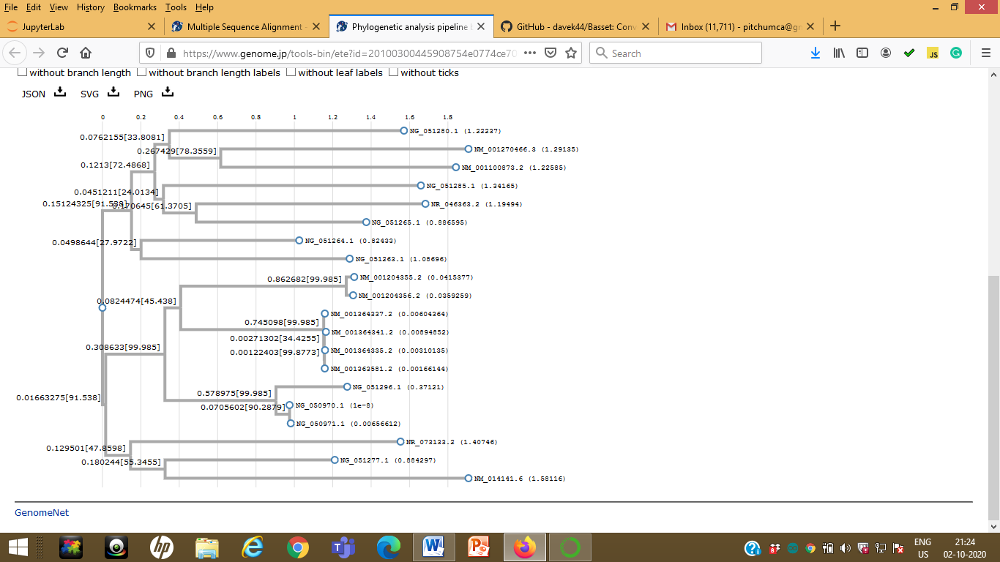 File Edit View History Bookmarks Tools Help
JupyterLab
Multiple Sequence Alignment -
Phylogenetic analysis pipeline b
GitHub - davek44/Basset: Conv
Inbox (11,711) - pitchumca@gm
https://www.genome.jp/tools-bin/ete?id=20100300445908754e0774ce70
Search
without branch length without branch length labels without leaf labels without ticks
JSON SVG PNG
0 0.2 0.4 0.6 0.8 1 1.2 1.4 1.6 1.8
NG_051280.1 (1.22237)
0.0762155[33.8081]
NM_001270466.3 (1.29135)
0.267429[78.3559]
0.1213[72.4868]
NM_001100873.2 (1.22585)
NG_051285.1 (1.34165)
0.0451211[24.0134]
0.15124325[91.538]
NR_046363.2 (1.19494)
0.170645[61.3705]
NG_051265.1 (0.886595)
NG_051264.1 (0.82433)
0.0498644[27.9722]
NG_051263.1 (1.08696)
NM_001204355.2 (0.0415377)
0.862682[99.985]
NM_001204356.2 (0.0359259)
0.0824474[45.438]
NM_001364337.2 (0.00604364)
0.745098[99.985]
NM_001364341.2 (0.00894852)
0.00271302[34.4255]
0.308633[99.985]
NM_001364335.2 (0.00310135)
0.00122403[99.8773]
NM_001363581.2 (0.00166144)
NG_051296.1 (0.37121)
0.578975[99.985]
0.01663275[91.538]
NG_050970.1 (1e-8)
0.0705602[90.2879]
NG_050971.1 (0.00656612)
NR_073133.2 (1.40746)
0.129501[47.8598]
NG_051277.1 (0.884297)
0.180244[55.3455]
NM_014141.6 (1.58116)
GenomeNet
ENG 21:24
US 02-10-2020